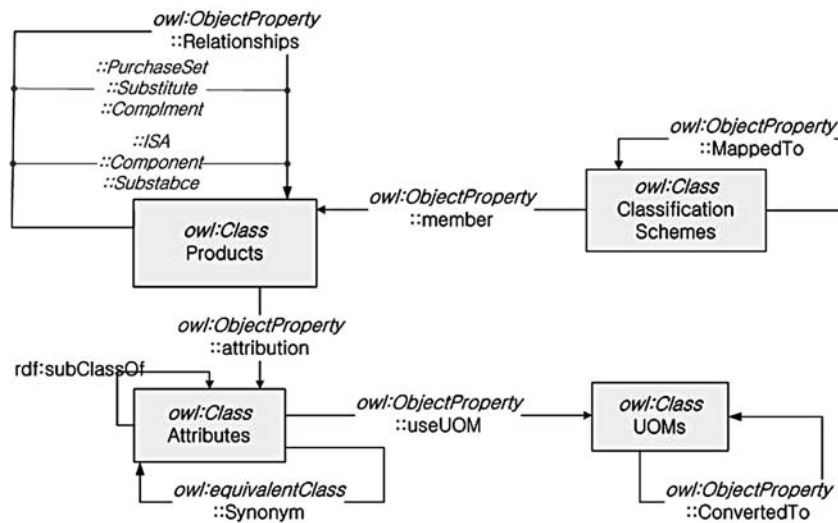 owl:ObjectProperty
::Relationships
::PurchaseSet
::Substitute
::Complment
::ISA
::Component
::Substabce
owl:ObjectProperty
::MappedTo
owl:Class
Classification
Schemes
owl:ObjectProperty
::member
owl:Class
Products
owl:ObjectProperty
::attribution
rdf:subClassOf
owl:Class
Attributes
owl:ObjectProperty
::useUOM
owl:Class
UOMs
owl:equivalentClass
::Synonym
owl:ObjectProperty
::ConvertedTo